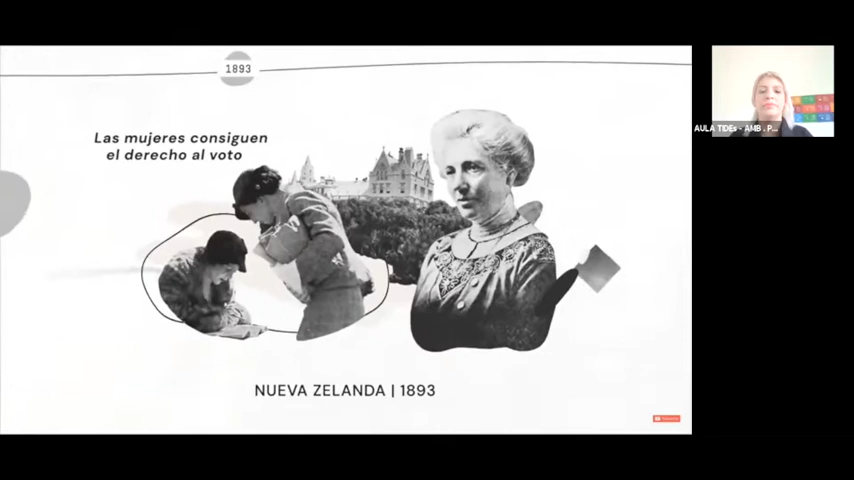 1893
Las mujeres consiguen
el derecho al voto
NUEVA ZELANDA | 1893
AULA TIDEs - AMB. P...